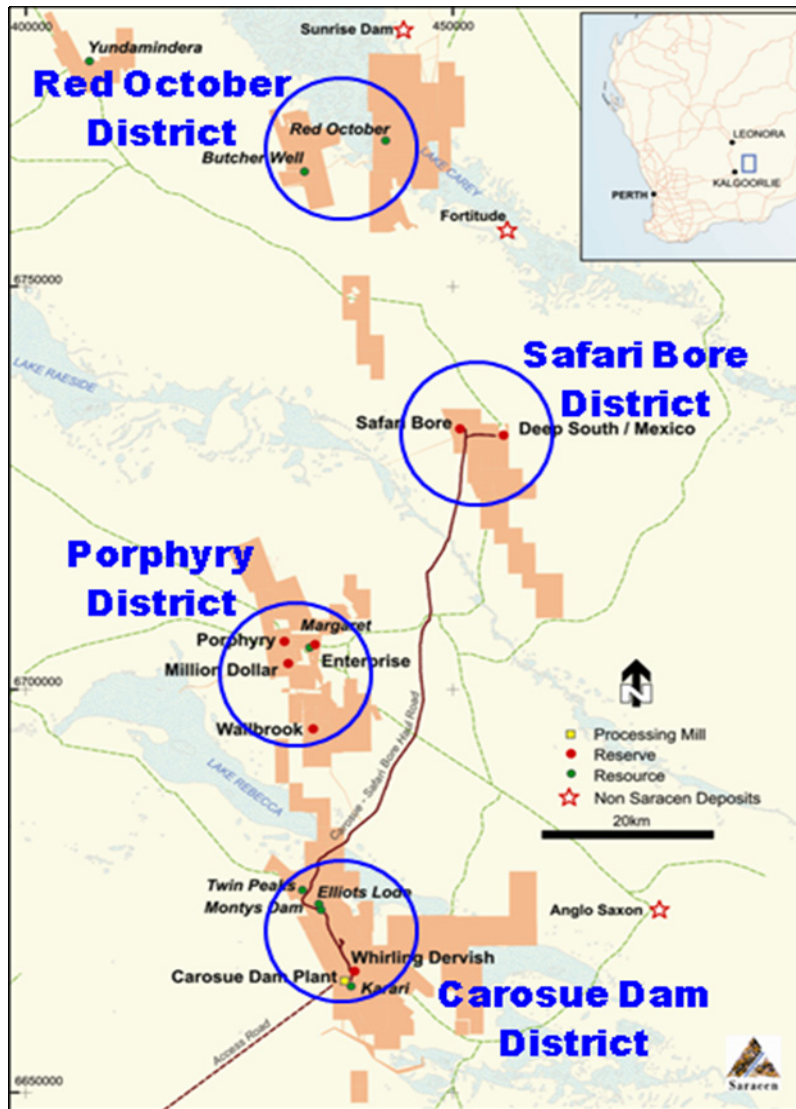 400000
450000
Yundamindera
Sunrise Dam
Red October
District
Red October
Butcher Well
LAKE CAREY
Fortitude
LEONORA
KALGOORLIE
PERTH
6750000
LAKE RAESIDE
Safari Bore
District
Safari Bore
Deep South / Mexico
Porphyry
District
Margaret
Porphyry
Enterprise
Million Dollar
6700000
Wallbrook
LAKE REBECCA
Carosue - Safari Bore Haul Road
N
Processing Mill
Reserve
Resource
Non Saracen Deposits
20km
Twin Peaks
Elliots Lode
Montys Dam
Anglo Saxon
Whirling Dervish
Carosue Dam Plant
Karari
Carosue Dam
District
Access Road
Saracen
6650000